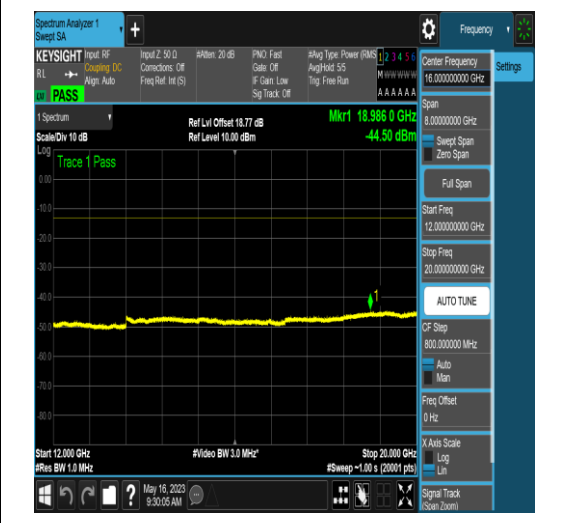 Spectrum Analyzer 1
Swept SA
Frequency
KEYSIGHT
RL
PASS
Input: RF
Coupling: DC
Align: Auto
Input Z: 50 Ω
Corrections: Off
Freq Ref: Int (S)
#Atten: 20 dB
PNO: Fast
Gate: Off
IF Gain: Low
Sig Track: Off
#Avg Type: Power (RMS
Avg|Hold: 5/5
Trig: Free Run
1 2 3 4 5 6
M W W W W W
A A A A A A
Center Frequency
16.000000000 GHz
Settings
Span
8.00000000 GHz
Swept Span
Zero Span
Full Span
Start Freq
12.000000000 GHz
Stop Freq
20.000000000 GHz
AUTO TUNE
CF Step
800.000000 MHz
Auto
Man
Freq Offset
0 Hz
X Axis Scale
Log
Lin
Signal Track
(Span Zoom)
1 Spectrum
Scale/Div 10 dB
Ref Lvl Offset 18.77 dB
Ref Level 10.00 dBm
Mkr1 18.986 0 GHz
-44.50 dBm
Log
Trace 1 Pass
0.00
-10.0
-20.0
-30.0
-40.0
-50.0
-60.0
-70.0
-80.0
1
Start 12.000 GHz
#Res BW 1.0 MHz
#Video BW 3.0 MHz*
Stop 20.000 GHz
#Sweep ~1.00 s (20001 pts)
May 16, 2023
9:30:05 AM